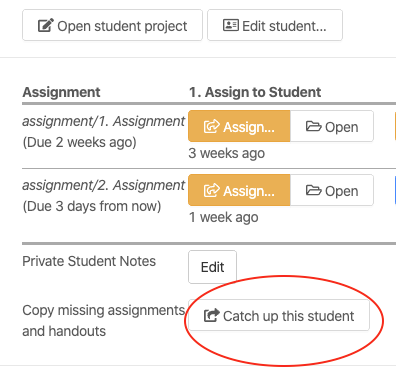 Open student project Edit student...
Assignment 1. Assign to Student
assignment/1. Assignment Assign... Open
(Due 2 weeks ago)
3 weeks ago
assignment/2. Assignment Assign... Open
(Due 3 days from now)
1 week ago
Private Student Notes Edit
Copy missing assignments Catch up this student
and handouts